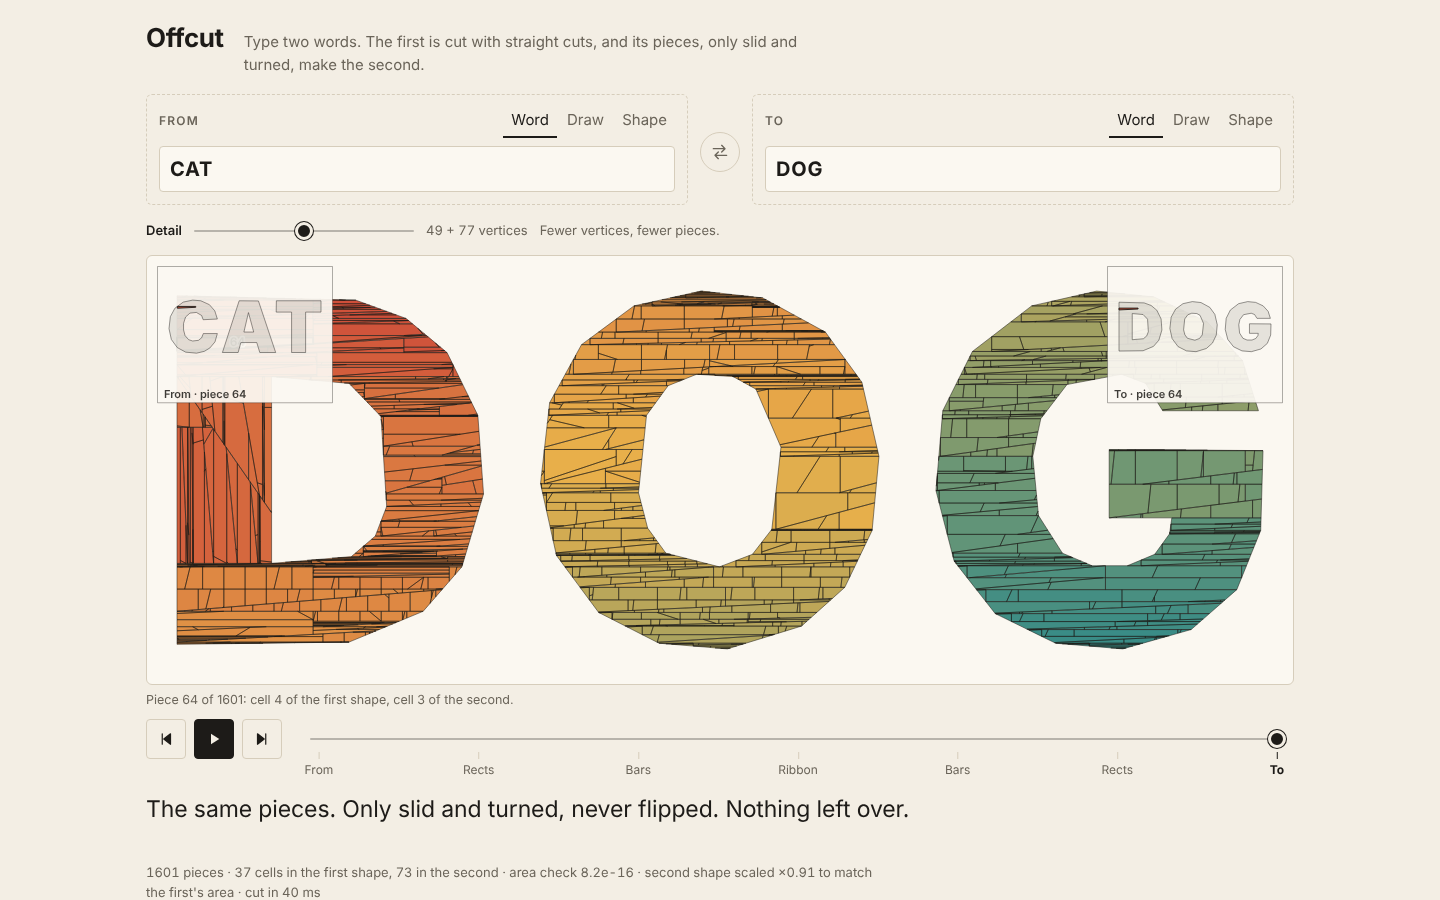 Offcut
Type two words. The first is cut with straight cuts, and its pieces, only slid and
turned, make the second.
FROM
Word Draw Shape
CAT
TO
Word Draw Shape
DOG
Detail
49 + 77 vertices Fewer vertices, fewer pieces.
CAT
From · piece 64
DOG
To · piece 64
DOG
Piece 64 of 1601: cell 4 of the first shape, cell 3 of the second.
From Rects Bars Ribbon Bars Rects To
The same pieces. Only slid and turned, never flipped. Nothing left over.
1601 pieces · 37 cells in the first shape, 73 in the second · area check 8.2e-16 · second shape scaled ×0.91 to match
the first's area · cut in 40 ms